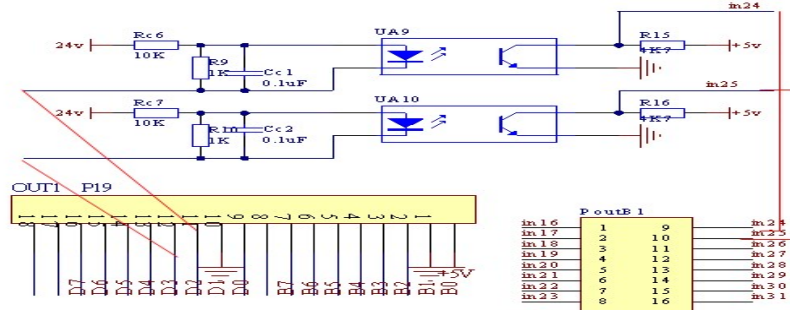 in24
UA9
24v Rc6 10K R9 1K Cc1 0.1uF R15 4K7 +5v
in25
UA10
24v Rc7 10K R10 1K Cc2 0.1uF R16 4K7 +5v
OUT1 P19
18 17 16 15 14 13 12 11 10 9 8 7 6 5 4 3 2 1
D7 D6 D5 D4 D3 D2 D1 D0 B7 B6 B5 B4 B3 B2 B1 B0
+5V
PoutB1
in16 1 9 in24
in17 2 10 in25
in18 3 11 in26
in19 4 12 in27
in20 5 13 in28
in21 6 14 in29
in22 7 15 in30
in23 8 16 in31